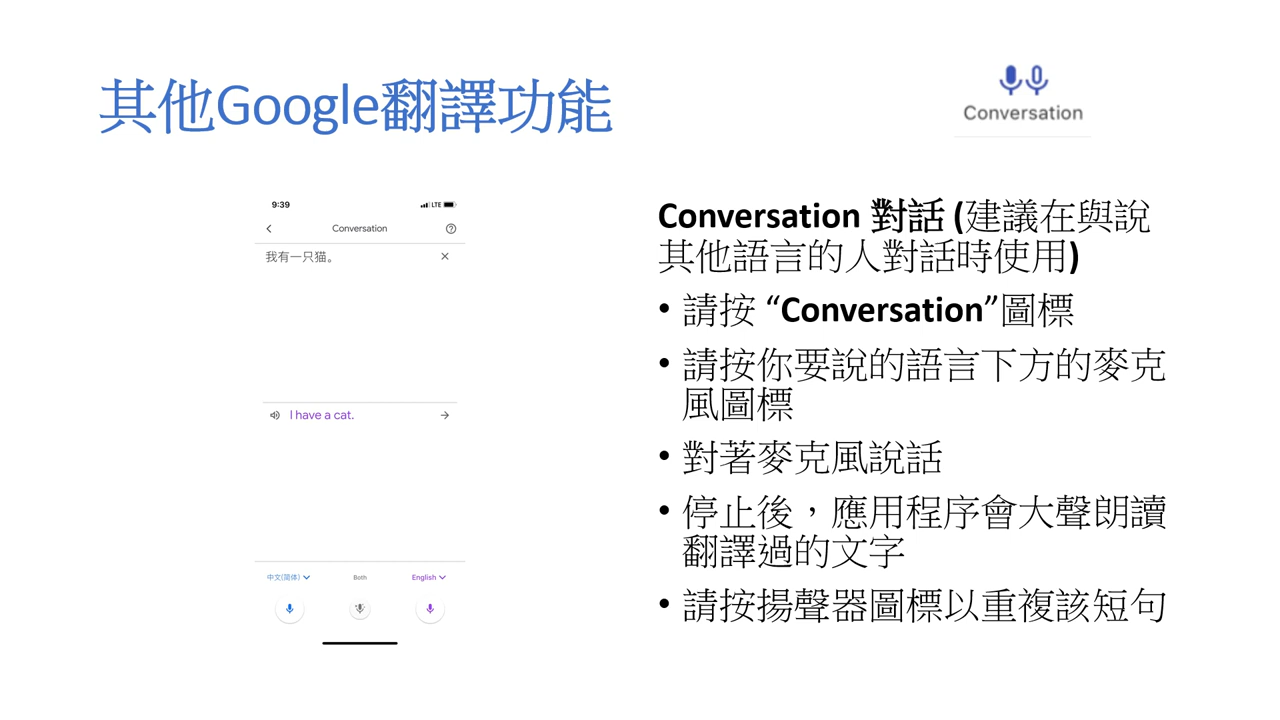 其他Google翻譯功能
Conversation
9:39
LTE
Conversation
我有一只猫。
I have a cat.
中文(简体)
Both
English
Conversation 對話 (建議在與說
其他語言的人對話時使用)
• 請按 “Conversation”圖標
• 請按你要說的語言下方的麥克
風圖標
• 對著麥克風說話
• 停止後，應用程序會大聲朗讀
翻譯過的文字
• 請按揚聲器圖標以重複該短句